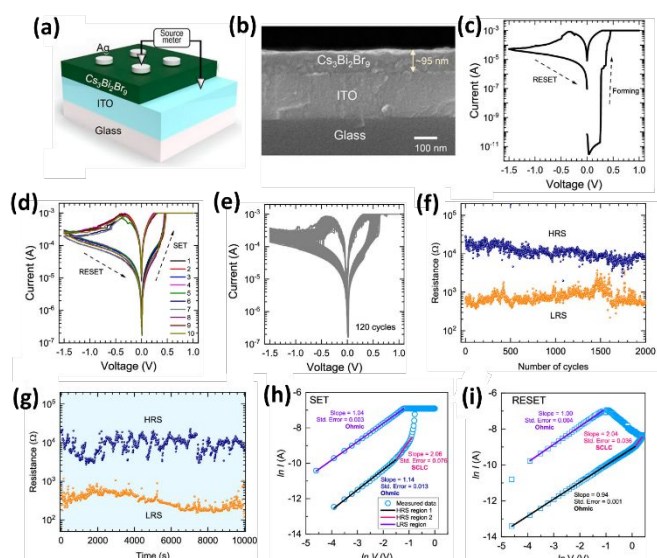 (a)
Source
meter
Ag
Cs3Bi2Br9
ITO
Glass
(b)
Cs3Bi2Br9
~95 nm
ITO
Glass
100 nm
(c)
Current (A)
10⁻³
10⁻⁵
10⁻⁷
10⁻⁹
10⁻¹¹
RESET
Forming
-1.5 -1.0 -0.5 0.0 0.5 1.0
Voltage (V)
(d)
Current (A)
10⁻³
10⁻⁴
10⁻⁵
10⁻⁶
10⁻⁷
RESET
SET
1
2
3
4
5
6
7
8
9
10
-1.5 -1.0 -0.5 0.0 0.5 1.0
Voltage (V)
(e)
Current (A)
10⁻³
10⁻⁴
10⁻⁵
10⁻⁶
10⁻⁷
120 cycles
-1.5 -1.0 -0.5 0.0 0.5 1.0
Voltage (V)
(f)
Resistance (Ω)
10⁵
10⁴
10³
10²
HRS
LRS
0 500 1000 1500 2000
Number of cycles
(g)
Resistance (Ω)
10⁵
10⁴
10³
10²
HRS
LRS
0 2000 4000 6000 8000 10000
Time (s)
(h)
SET
ln I (A)
-6
-8
-10
-12
-14
Slope = 1.04
Std. Error = 0.003
Ohmic
Slope = 2.06
Std. Error = 0.076
SCLC
Slope = 1.14
Std. Error = 0.013
Ohmic
Measured data
HRS region 1
HRS region 2
LRS region
-5 -4 -3 -2 -1 0
ln V (V)
(i)
RESET
ln I (A)
-6
-8
-10
-12
-14
Slope = 1.00
Std. Error = 0.004
Ohmic
Slope = 2.04
Std. Error = 0.036
SCLC
Slope = 0.94
Std. Error = 0.001
Ohmic
-5 -4 -3 -2 -1 0